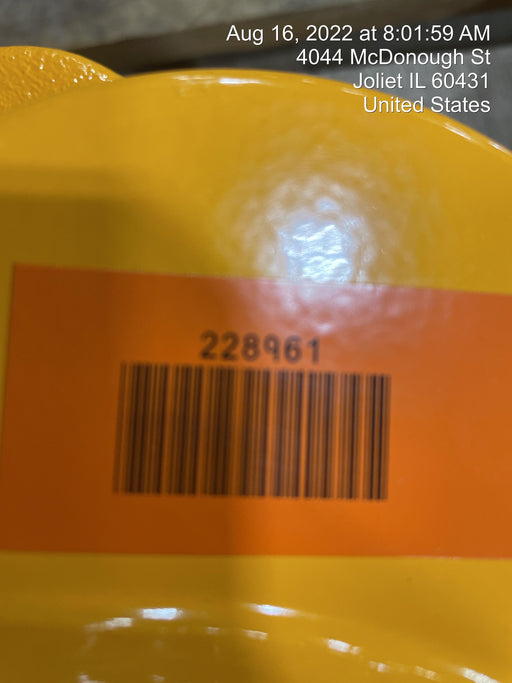 Aug 16, 2022 at 8:01:59 AM
4044 McDonough St
Joliet IL 60431
United States
228961